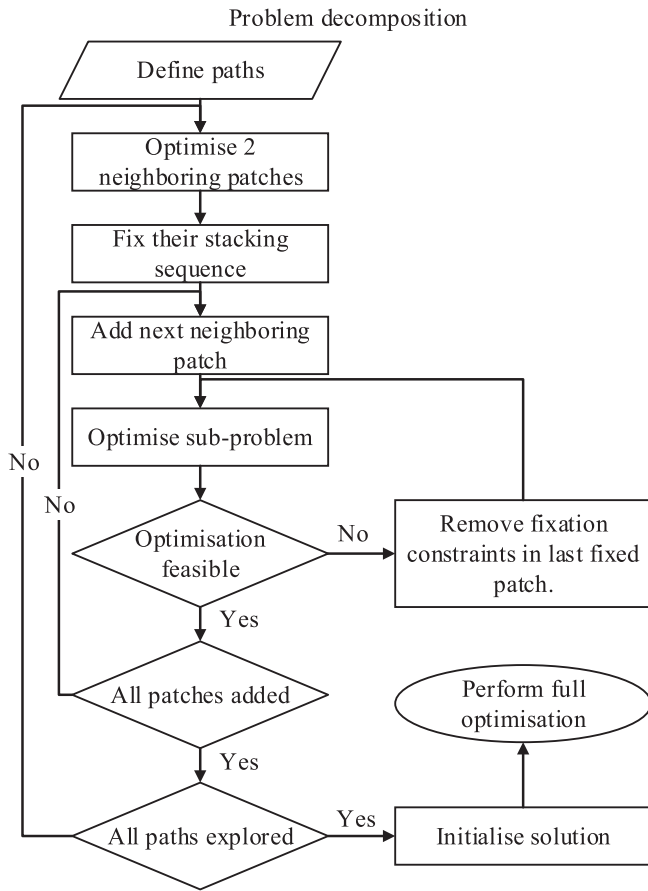 Problem decomposition
Define paths
Optimise 2
neighboring patches
Fix their stacking
sequence
Add next neighboring
patch
Optimise sub-problem
No
No
Optimisation
feasible
No
Remove fixation
constraints in last fixed
patch.
Yes
All patches added
Perform full
optimisation
Yes
All paths explored
Yes
Initialise solution